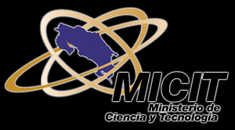 MICIT
Ministerio de
Ciencia y Tecnología